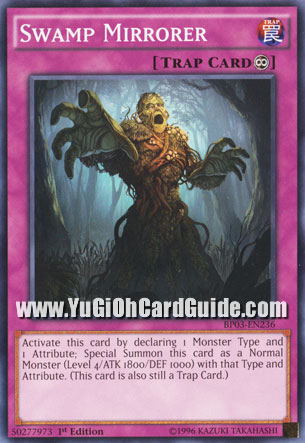 Swamp Mirrorer
TRAP
罠
[Trap Card∞]
www.YuGiOhCardGuide.com
BP03-EN236
Activate this card by declaring 1 Monster Type and
1 Attribute; Special Summon this card as a Normal
Monster (Level 4/ATK 1800/DEF 1000) with that Type and
Attribute. (This card is also still a Trap Card.)
50277973 1st Edition ©1996 KAZUKI TAKAHASHI